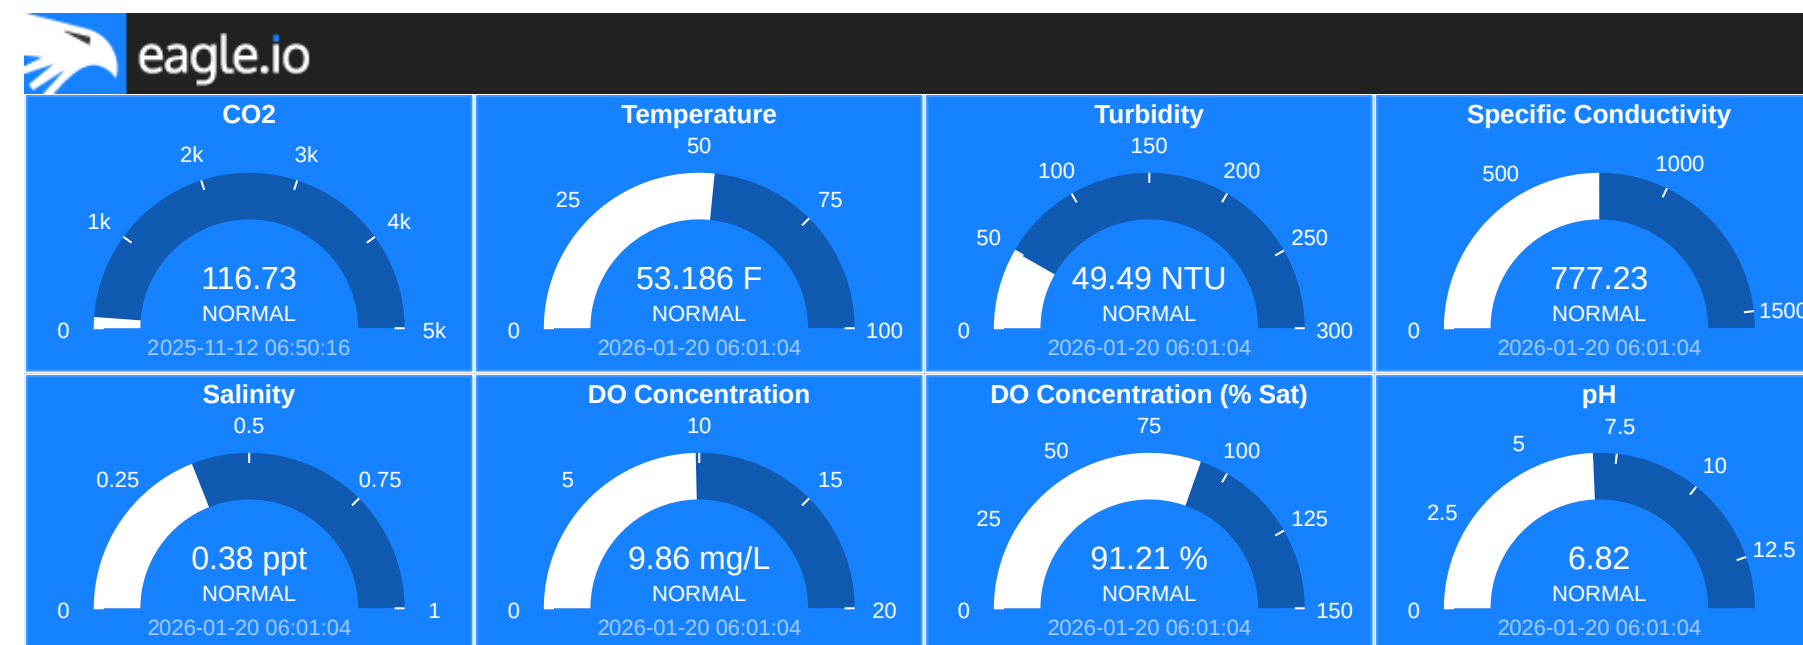 eagle.io
CO2
2k 3k
1k 4k
116.73
NORMAL
0 5k
2025-11-12 06:50:16
Temperature
50
25 75
53.186 F
NORMAL
0 100
2026-01-20 06:01:04
Turbidity
150
100 200
50 250
49.49 NTU
NORMAL
0 300
2026-01-20 06:01:04
Specific Conductivity
500 1000
777.23
NORMAL
0 1500
2026-01-20 06:01:04
Salinity
0.5
0.25 0.75
0.38 ppt
NORMAL
0 1
2026-01-20 06:01:04
DO Concentration
10
5 15
9.86 mg/L
NORMAL
0 20
2026-01-20 06:01:04
DO Concentration (% Sat)
75
50 100
25 125
91.21 %
NORMAL
0 150
2026-01-20 06:01:04
pH
7.5
5 10
2.5 12.5
6.82
NORMAL
0
2026-01-20 06:01:04